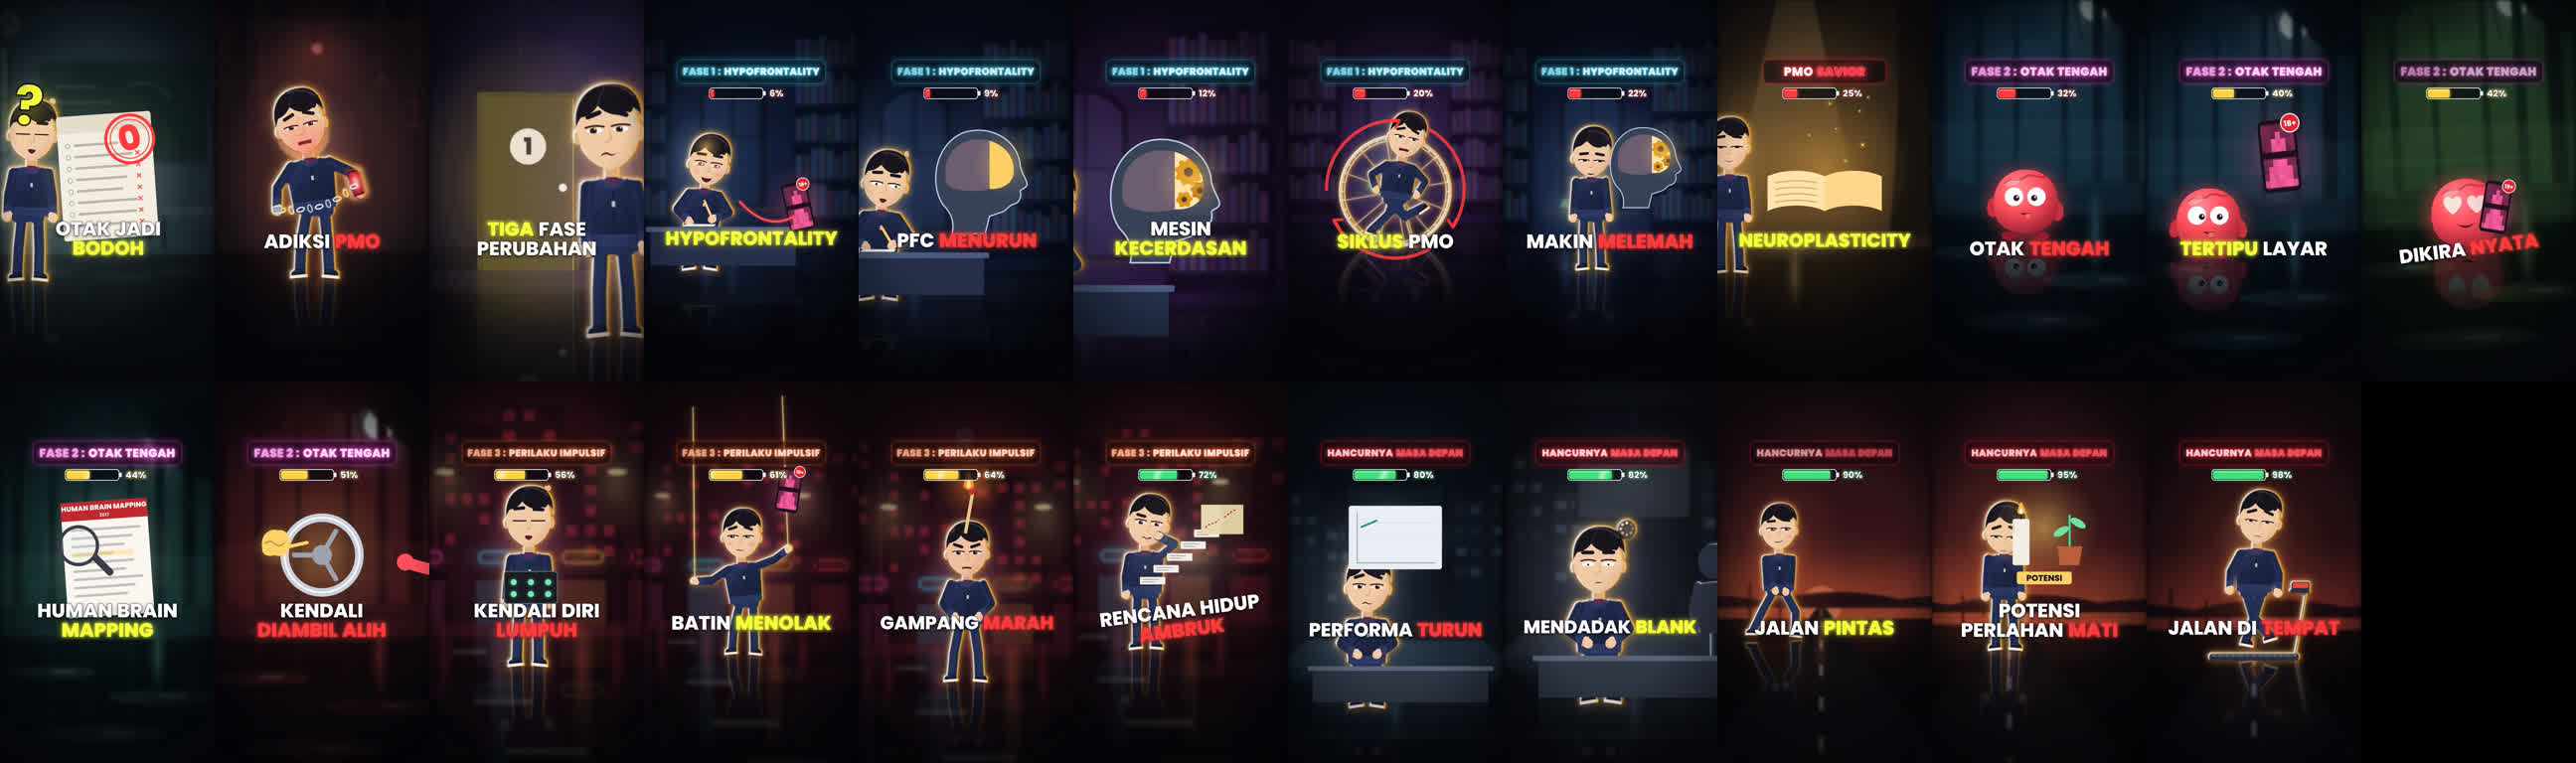 ?
0
OTAK JADI
BODOH
ADIKSI PMO
1
TIGA FASE
PERUBAHAN
FASE 1 : HYPOFRONTALITY
6%
18+
HYPOFRONTALITY
FASE 1 : HYPOFRONTALITY
9%
PFC MENURUN
FASE 1 : HYPOFRONTALITY
12%
MESIN
KECERDASAN
FASE 1 : HYPOFRONTALITY
20%
SIKLUS PMO
FASE 1 : HYPOFRONTALITY
22%
MAKIN MELEMAH
PMO SAVIOR
25%
NEUROPLASTICITY
FASE 2 : OTAK TENGAH
32%
OTAK TENGAH
FASE 2 : OTAK TENGAH
40%
18+
TERTIPU LAYAR
FASE 2 : OTAK TENGAH
42%
18+
DIKIRA NYATA
FASE 2 : OTAK TENGAH
44%
HUMAN BRAIN MAPPING
HUMAN BRAIN
MAPPING
FASE 2 : OTAK TENGAH
51%
KENDALI
DIAMBIL ALIH
FASE 3 : PERILAKU IMPULSIF
56%
KENDALI DIRI
LUMPUH
FASE 3 : PERILAKU IMPULSIF
61%
18+
BATIN MENOLAK
FASE 3 : PERILAKU IMPULSIF
64%
GAMPANG MARAH
FASE 3 : PERILAKU IMPULSIF
72%
RENCANA HIDUP
AMBRUK
HANCURNYA MASA DEPAN
80%
PERFORMA TURUN
HANCURNYA MASA DEPAN
82%
MENDADAK BLANK
HANCURNYA MASA DEPAN
90%
JALAN PINTAS
HANCURNYA MASA DEPAN
95%
POTENSI
POTENSI
PERLAHAN MATI
HANCURNYA MASA DEPAN
98%
JALAN DI TEMPAT